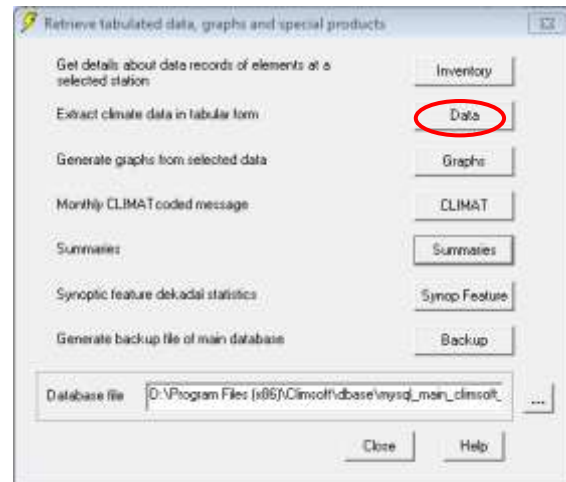 Retrieve tabulated data, graphs and special products
Get details about data records of elements at a
selected station
Inventory
Extract climate data in tabular form
Data
Generate graphs from selected data
Graphs
Monthly CLIMAT coded message
CLIMAT
Summaries
Summaries
Synoptic feature dekadal statistics
Synop Feature
Generate backup file of main database
Backup
Database file
D:\Program Files (x86)\Climsoft\dbase\mysql_main_climsoft_
...
Close
Help